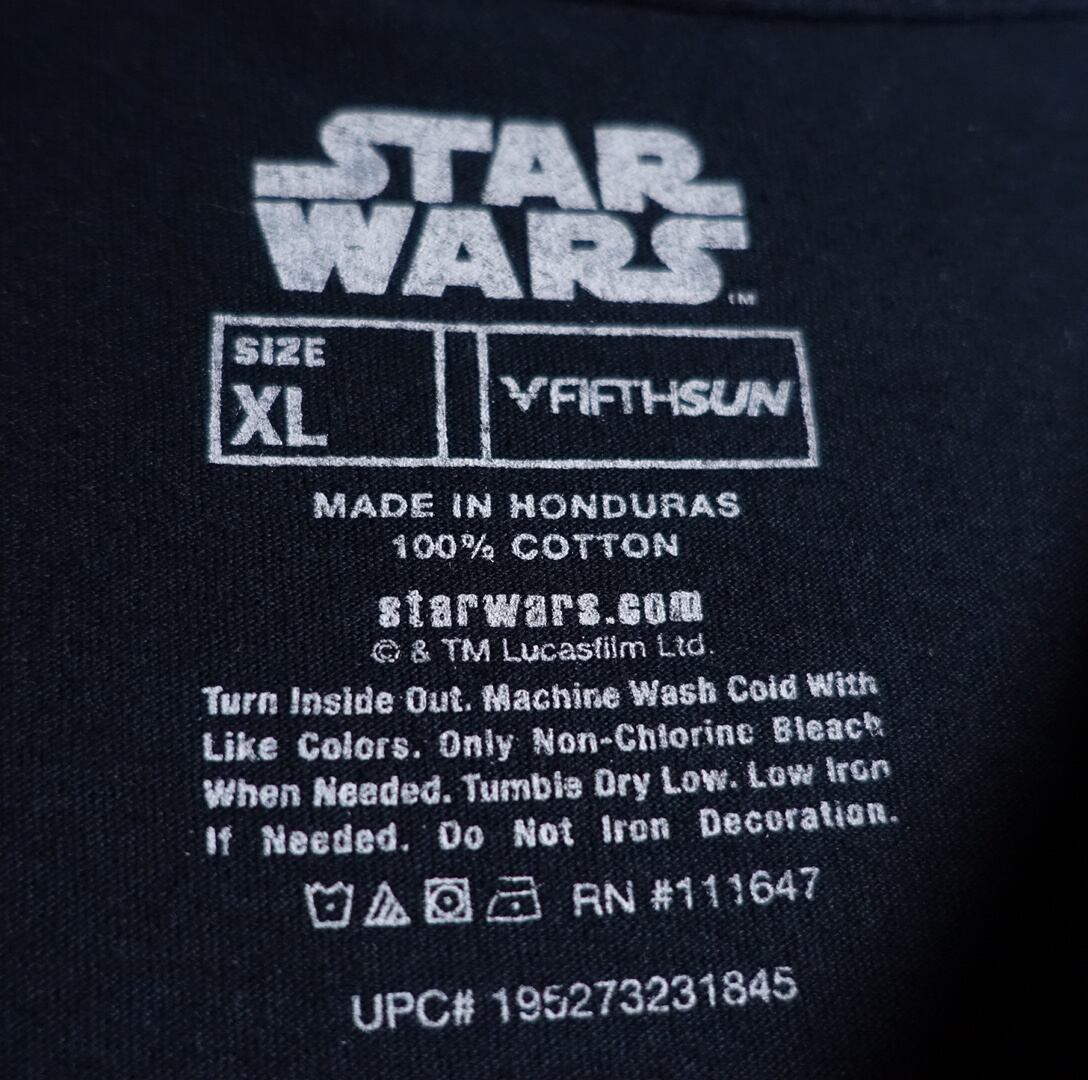 STAR
WARS TM
SIZE
XL
FIFTHSUN
MADE IN HONDURAS
100% COTTON
starwars.com
© & TM Lucasfilm Ltd.
Turn Inside Out. Machine Wash Cold With
Like Colors. Only Non-Chlorine Bleach
When Needed. Tumble Dry Low. Low Iron
If Needed. Do Not Iron Decoration.
RN #111647
UPC# 195273231845